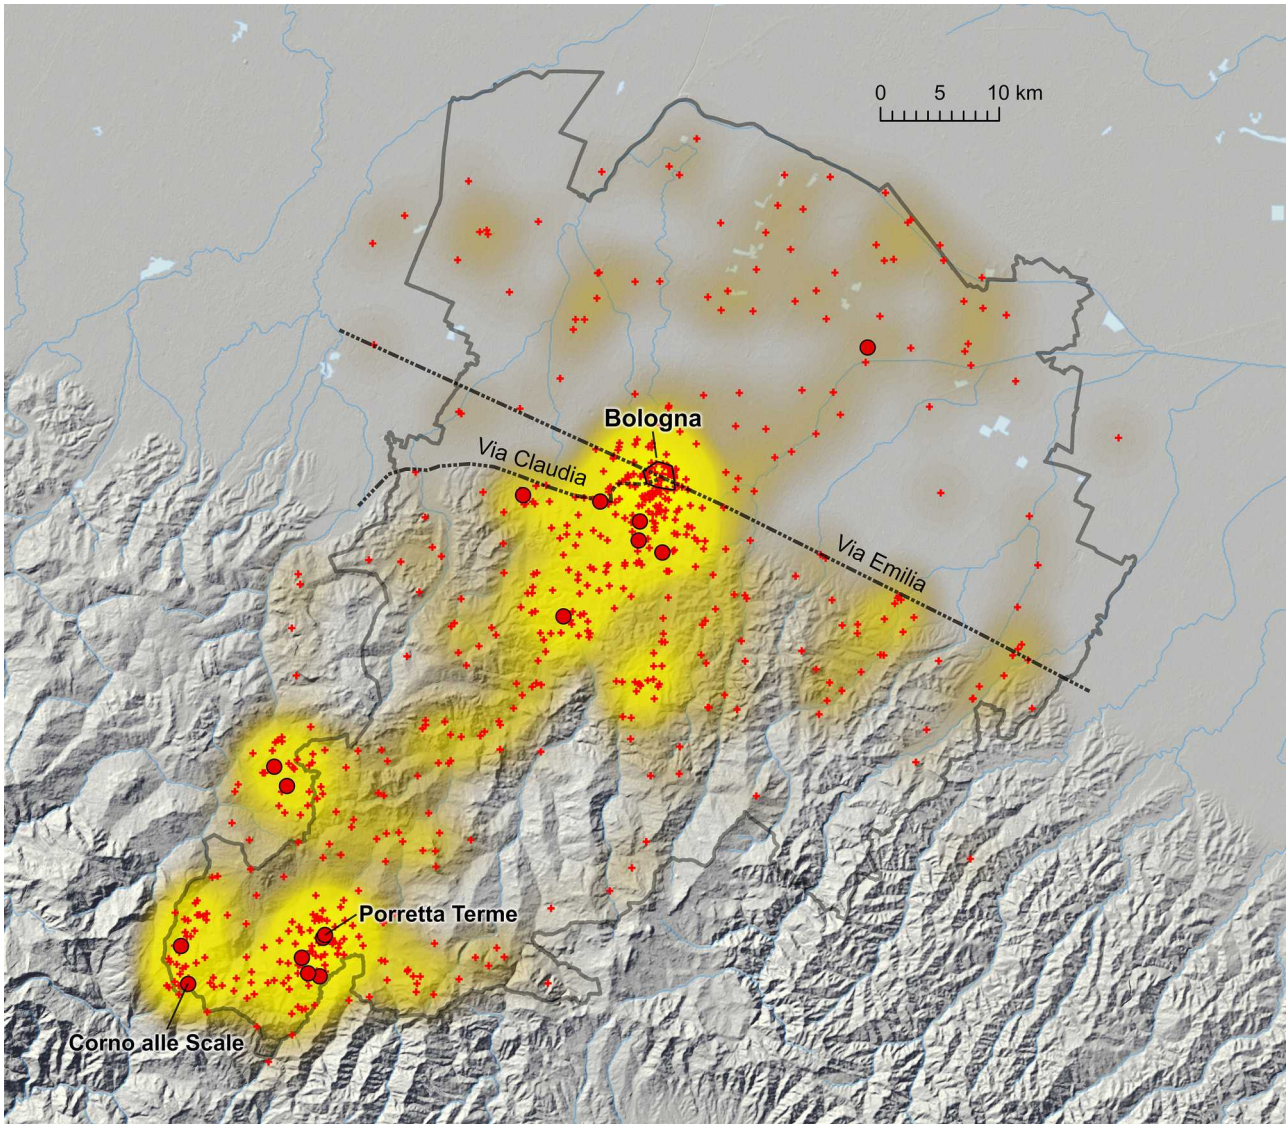 0 5 10 km
Bologna
Via Claudia
Via Emilia
Porretta Terme
Corno alle Scale